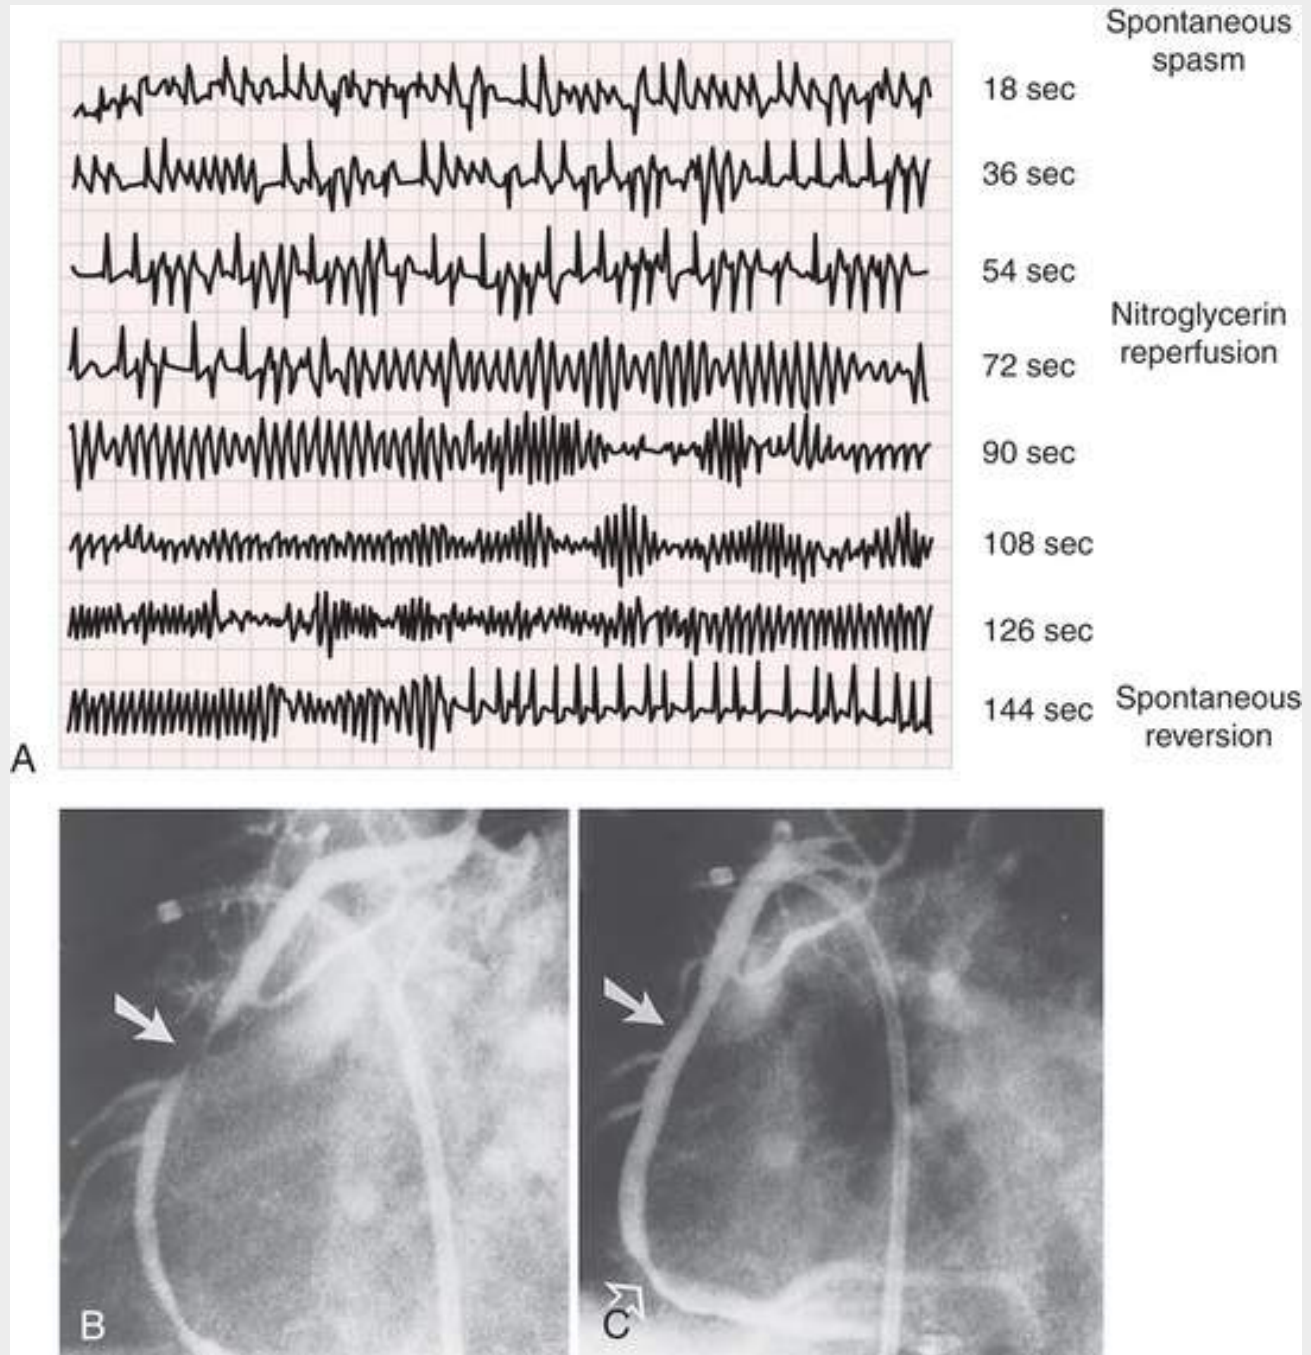 Spontaneous
spasm
18 sec
36 sec
54 sec
Nitroglycerin
reperfusion
72 sec
90 sec
108 sec
126 sec
144 sec
Spontaneous
reversion
A
B
C